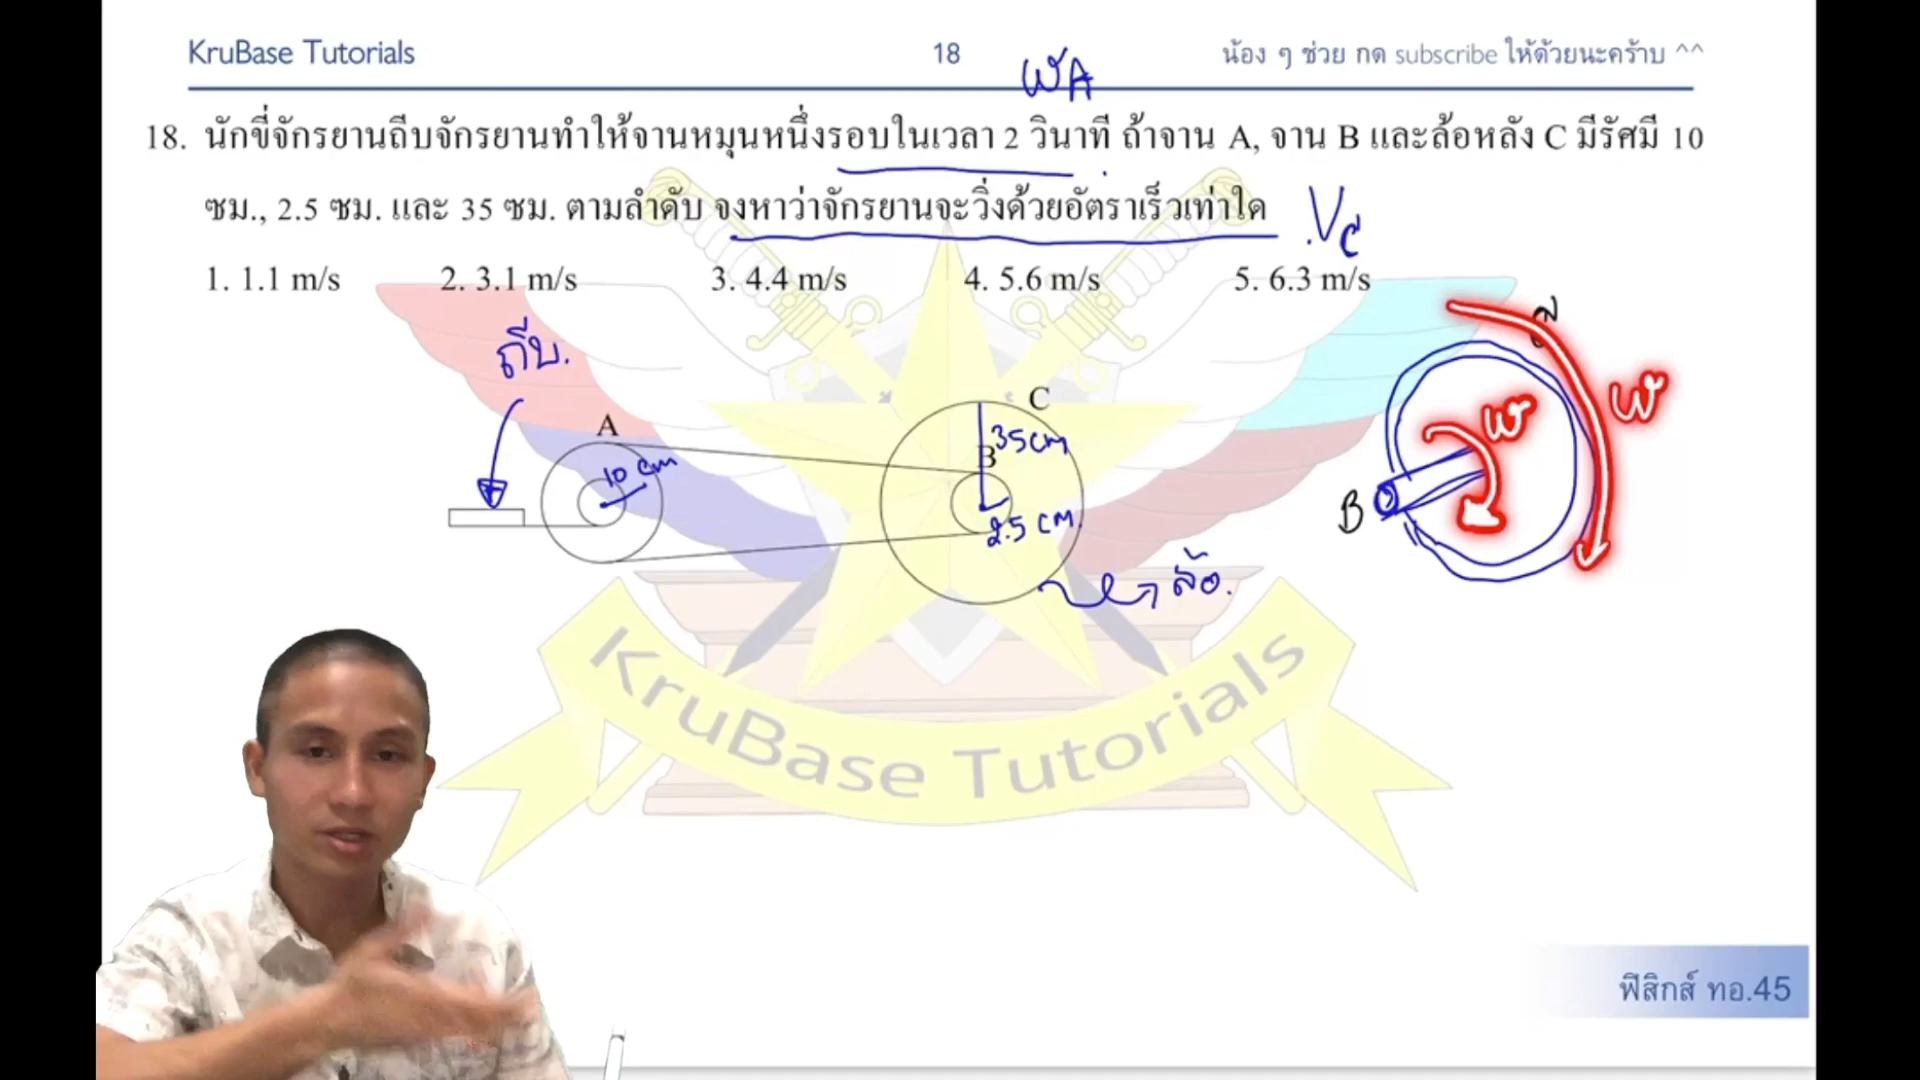 KruBase Tutorials
18
น้อง ๆ ช่วย กด subscribe ให้ด้วยนะคร้าบ ^^
ωA
18. นักขี่จักรยานถีบจักรยานทำให้จานหมุนหนึ่งรอบในเวลา 2 วินาที ถ้าจาน A, จาน B และล้อหลัง C มีรัศมี 10
ซม., 2.5 ซม. และ 35 ซม. ตามลำดับ จงหาว่าจักรยานจะวิ่งด้วยอัตราเร็วเท่าใด
Vc
1. 1.1 m/s 2. 3.1 m/s 3. 4.4 m/s 4. 5.6 m/s 5. 6.3 m/s
ถีบ.
A
10 cm
C
35cm
B
2.5 cm
ล้อ.
ω
ω
B
KruBase Tutorials
ฟิสิกส์ ทอ.45